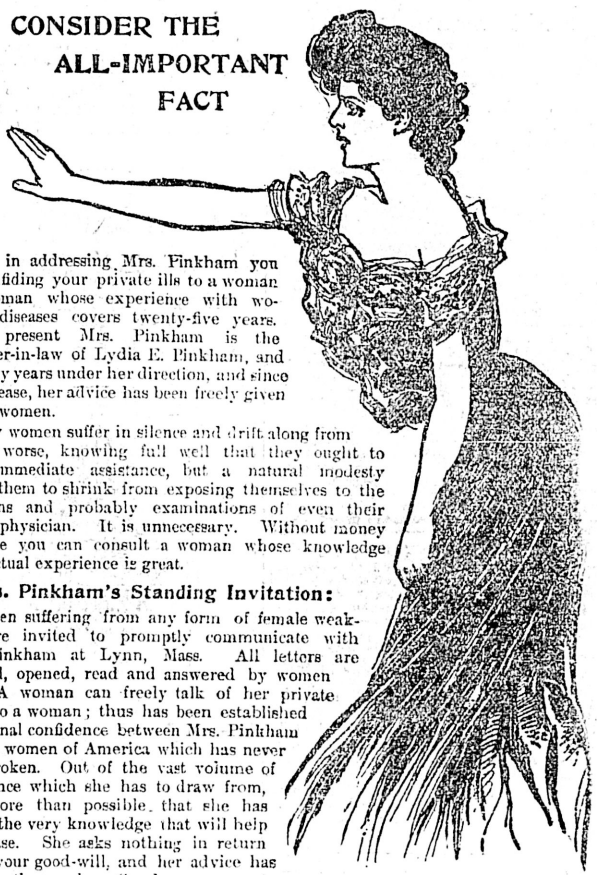 CONSIDER THE
ALL-IMPORTANT
FACT
in addressing Mrs. Pinkham you
fiding your private ills to a woman
man whose experience with wo-
diseases covers twenty-five years.
present Mrs. Pinkham is the
er-in-law of Lydia E. Pinkham, and
y years under her direction, and since
ease, her advice has been freely given
women.
women suffer in silence and drift along from
worse, knowing full well that they ought to
mmediate assistance, but a natural modesty
them to shrink from exposing themselves to the
ns and probably examinations of even their
physician. It is unnecessary. Without money
e you can consult a woman whose knowledge
tual experience is great.
s. Pinkham's Standing Invitation:
en suffering from any form of female weak-
re invited to promptly communicate with
inkham at Lynn, Mass. All letters are
d, opened, read and answered by women
A woman can freely talk of her private
o a woman; thus has been established
nal confidence between Mrs. Pinkham
women of America which has never
roken. Out of the vast volume of
nce which she has to draw from,
ore than possible that she has
the very knowledge that will help
se. She asks nothing in return
your good-will, and her advice has